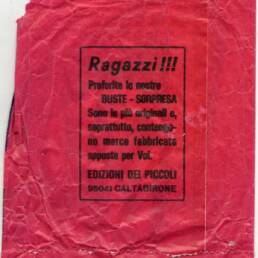 Ragazzi!!!
Preferite le nostre
BUSTE - SORPRESA
Sono le più originali e,
soprattutto, contengo-
no merce fabbricata
apposta per Voi.
EDIZIONI DEI PICCOLI
95041 CALTAGIRONE